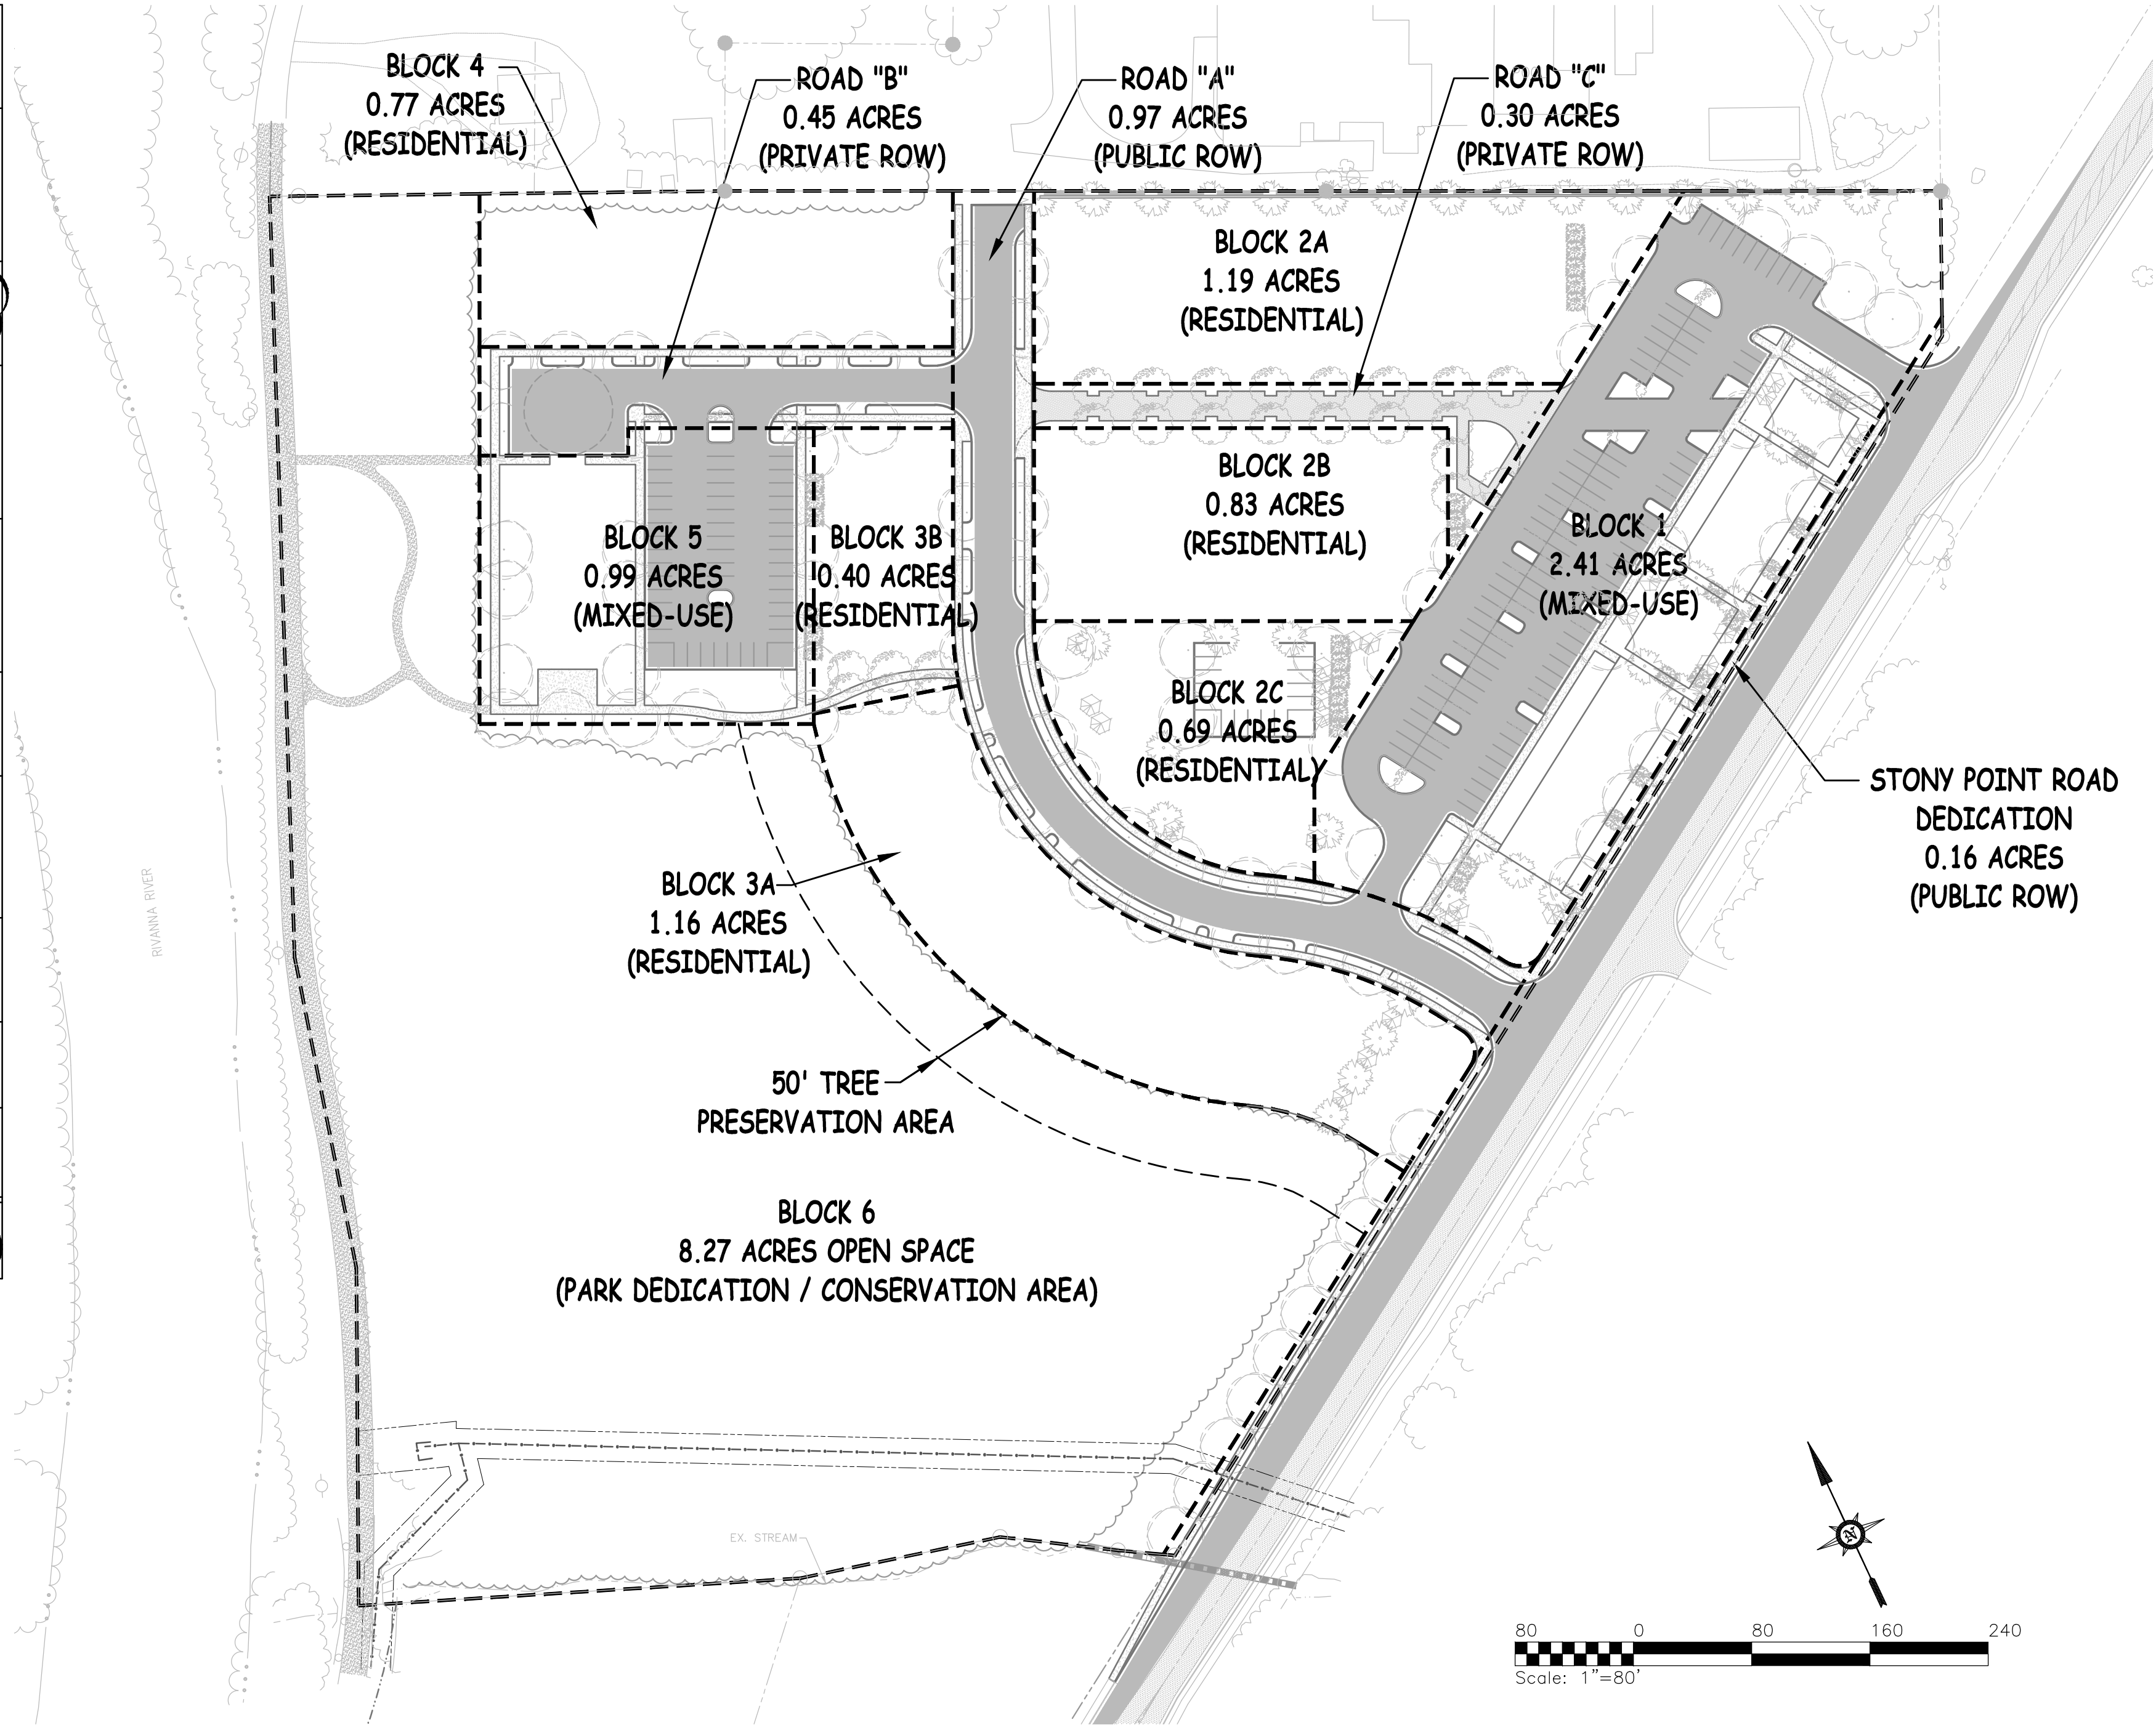 BLOCK 4
0.77 ACRES
(RESIDENTIAL)
ROAD "B"
0.45 ACRES
(PRIVATE ROW)
ROAD "A"
0.97 ACRES
(PUBLIC ROW)
ROAD "C"
0.30 ACRES
(PRIVATE ROW)
BLOCK 2A
1.19 ACRES
(RESIDENTIAL)
BLOCK 2B
0.83 ACRES
(RESIDENTIAL)
BLOCK 1
2.41 ACRES
(MIXED-USE)
BLOCK 5
0.99 ACRES
(MIXED-USE)
BLOCK 3B
0.40 ACRES
(RESIDENTIAL)
BLOCK 2C
0.69 ACRES
(RESIDENTIAL)
STONY POINT ROAD
DEDICATION
0.16 ACRES
(PUBLIC ROW)
BLOCK 3A
1.16 ACRES
(RESIDENTIAL)
RIVANNA RIVER
50' TREE
PRESERVATION AREA
BLOCK 6
8.27 ACRES OPEN SPACE
(PARK DEDICATION / CONSERVATION AREA)
EX. STREAM
N
80 0 80 160 240
Scale: 1"=80'